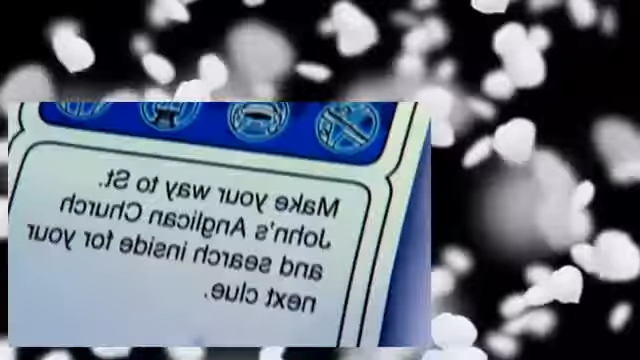 Make your way to St.
John's Anglican Church
and search inside for your
next clue.